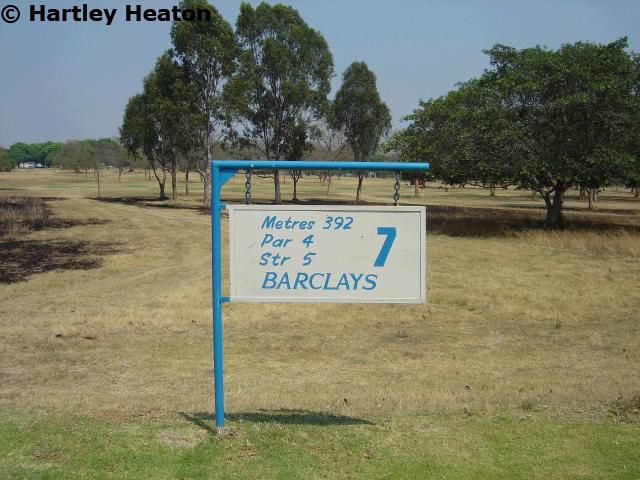 © Hartley Heaton
Metres 392
Par 4
Str 5
7
BARCLAYS